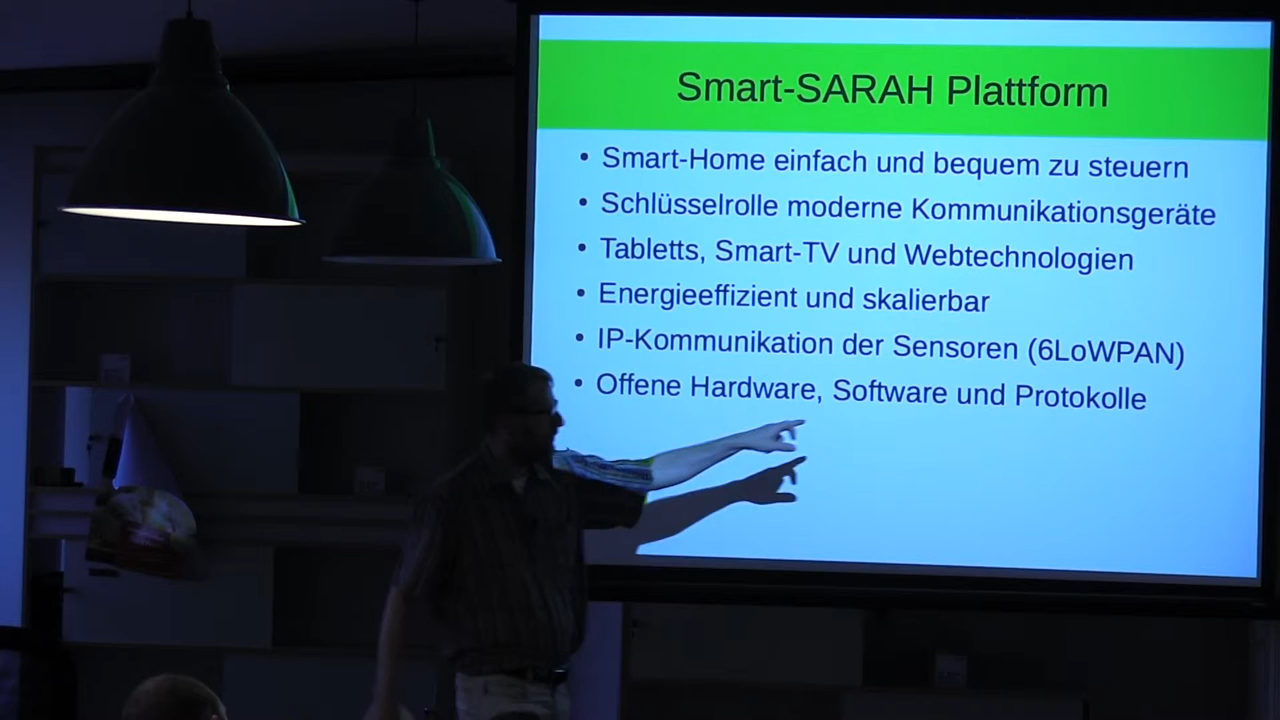 Smart-SARAH Plattform
• Smart-Home einfach und bequem zu steuern
• Schlüsselrolle moderne Kommunikationsgeräte
• Tabletts, Smart-TV und Webtechnologien
• Energieeffizient und skalierbar
• IP-Kommunikation der Sensoren (6LoWPAN)
• Offene Hardware, Software und Protokolle